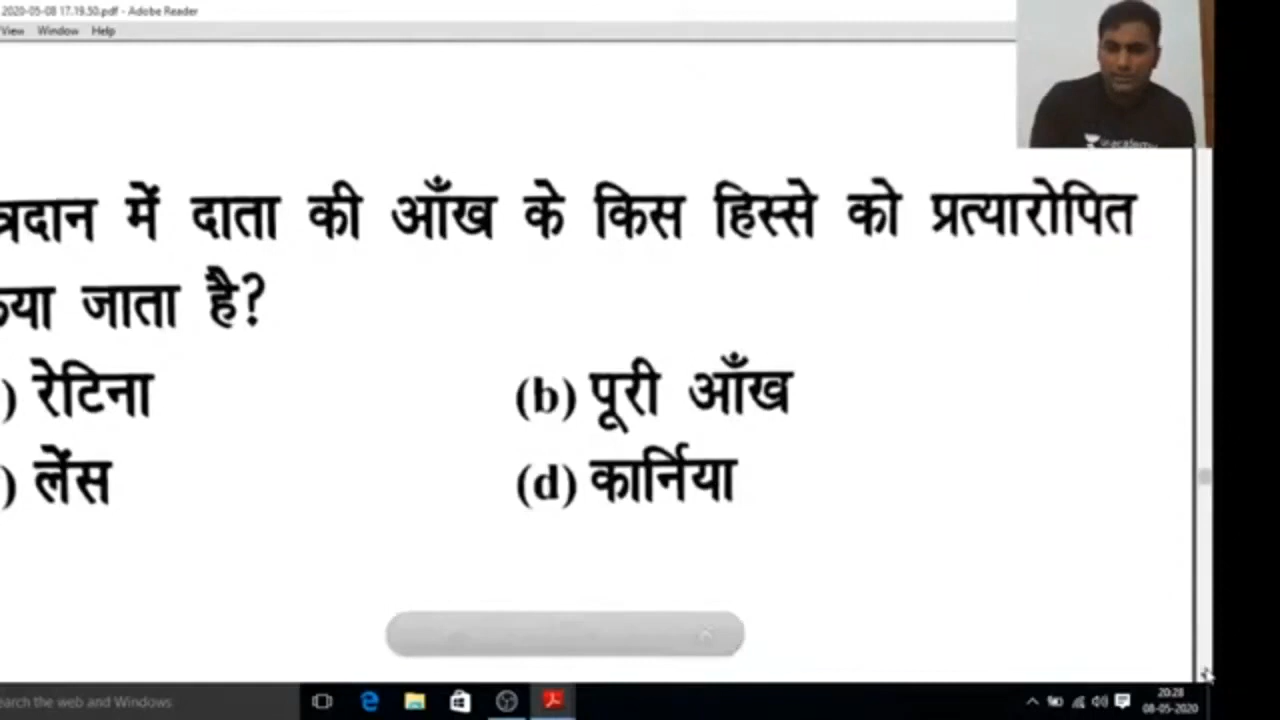 2020-05-08 17.19.50.pdf - Adobe Reader
View Window Help
त्रदान में दाता की आँख के किस हिस्से को प्रत्यारोपित
या जाता है?
) रेटिना (b) पूरी आँख
) लेंस (d) कार्निया
earch the web and Windows
20:28
08-05-2020